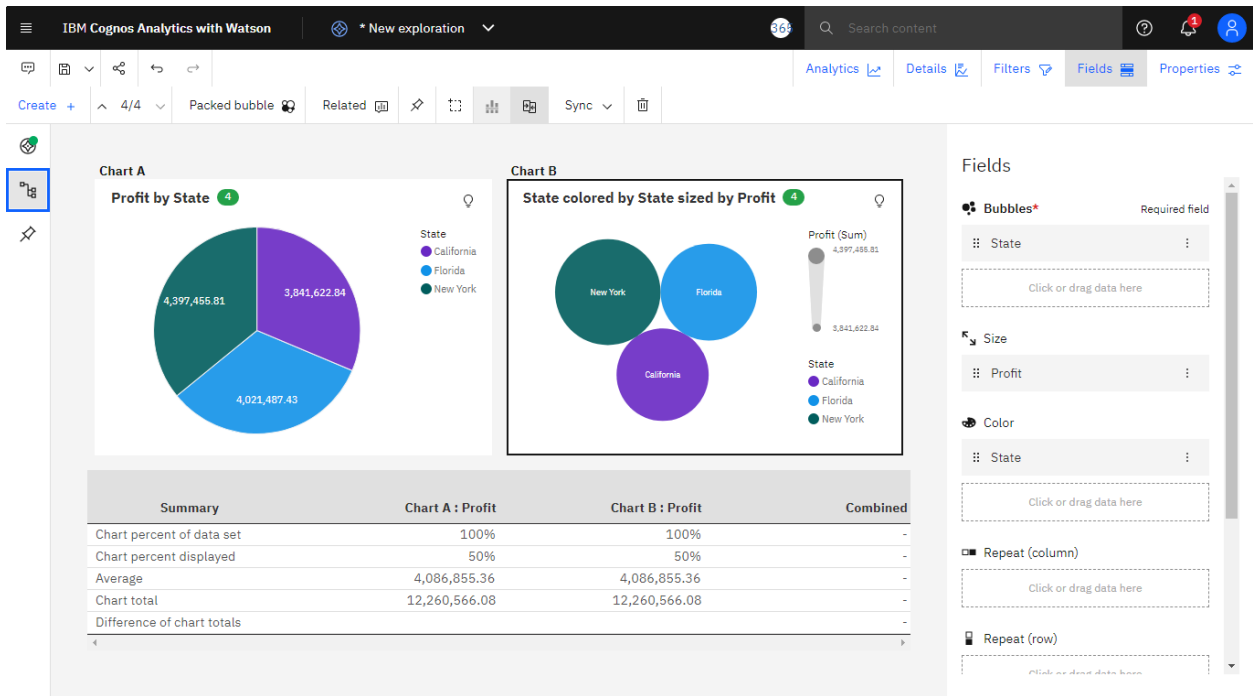 IBM Cognos Analytics with Watson
* New exploration
365
Search content
1
Analytics
Details
Filters
Fields
Properties
Create +
4/4
Packed bubble
Related
Sync
Chart A
Profit by State 4
State
California
Florida
New York
4,397,455.81
3,841,622.84
4,021,487.43
Chart B
State colored by State sized by Profit 4
New York
Florida
California
Profit (Sum)
4,397,455.81
3,841,622.84
State
California
Florida
New York
Summary Chart A : Profit Chart B : Profit Combined
Chart percent of data set 100% 100% -
Chart percent displayed 50% 50% -
Average 4,086,855.36 4,086,855.36 -
Chart total 12,260,566.08 12,260,566.08 -
Difference of chart totals -
Fields
Bubbles* Required field
State
Click or drag data here
Size
Profit
Color
State
Click or drag data here
Repeat (column)
Click or drag data here
Repeat (row)
Click or drag data here